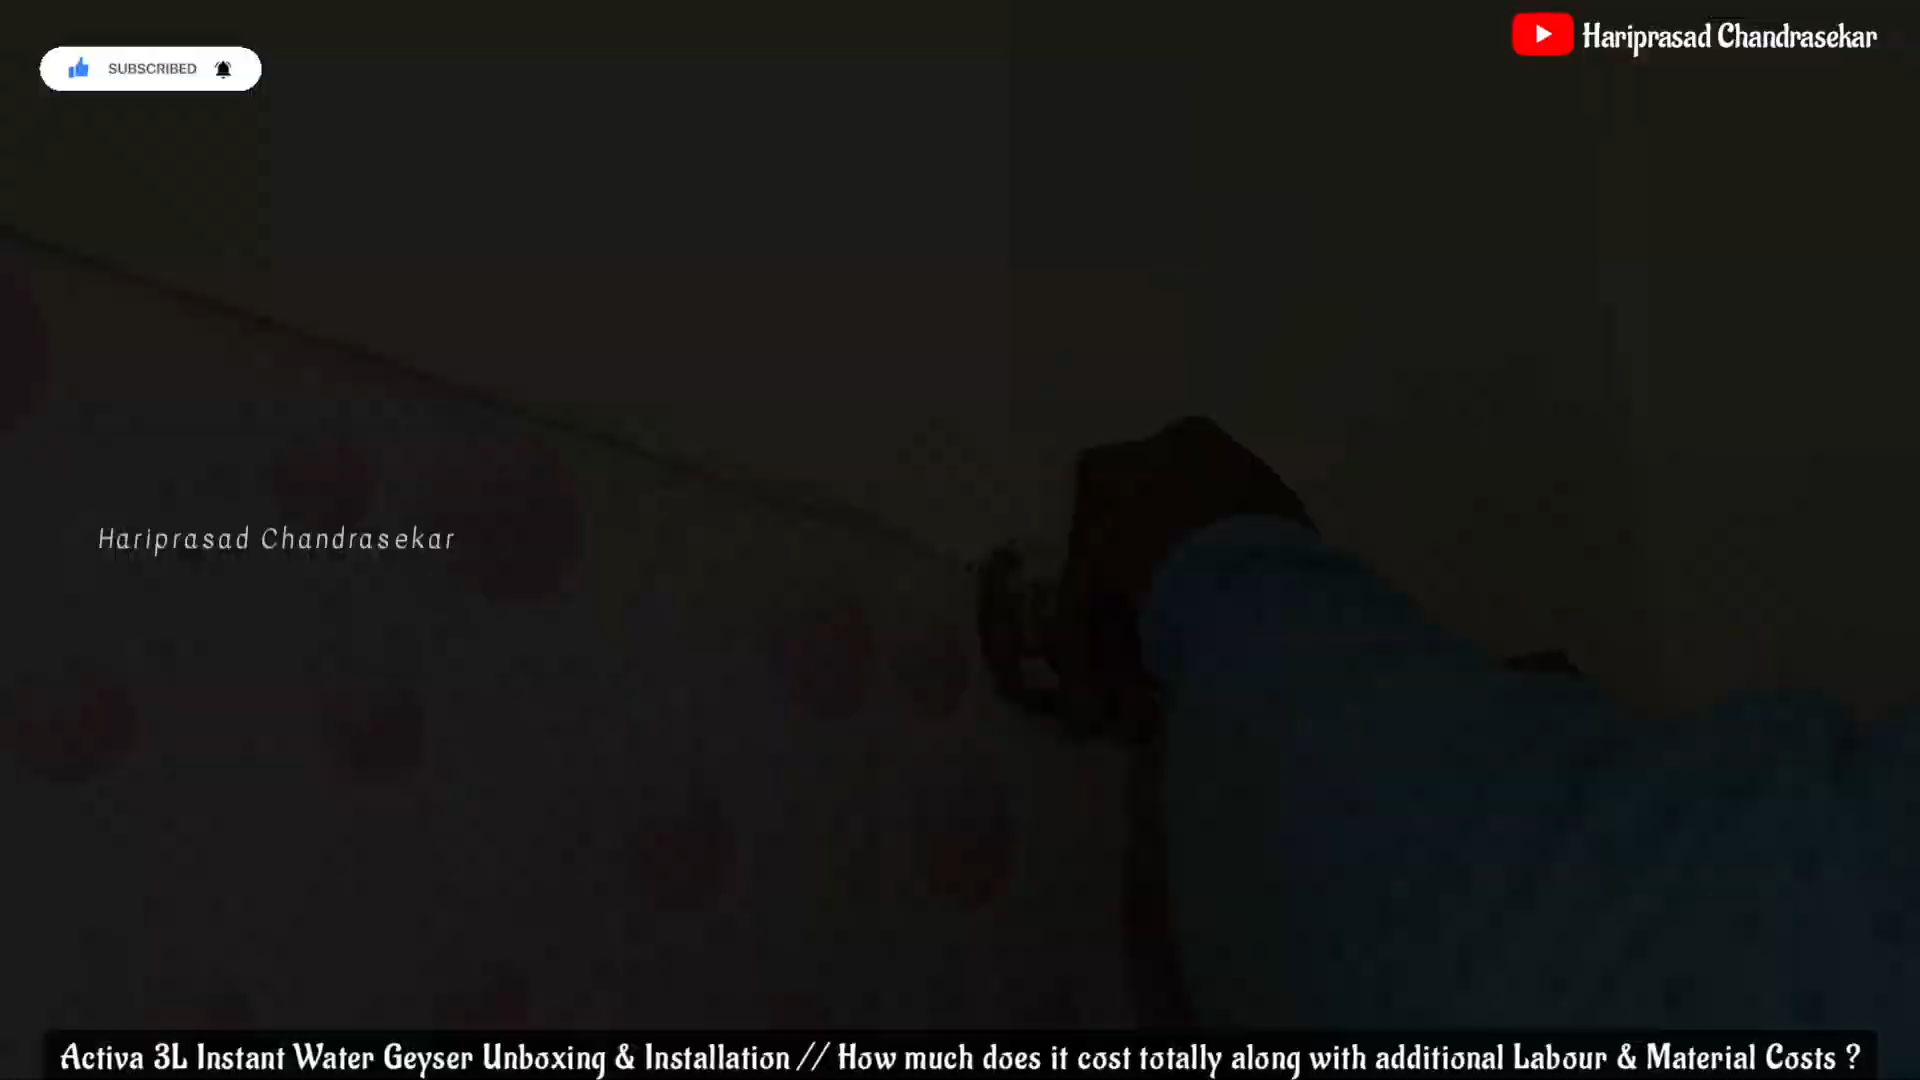 Hariprasad Chandrasekar
SUBSCRIBED
Hariprasad Chandrasekar
Activa 3L Instant Water Geyser Unboxing & Installation // How much does it cost totally along with additional Labour & Material Costs ?